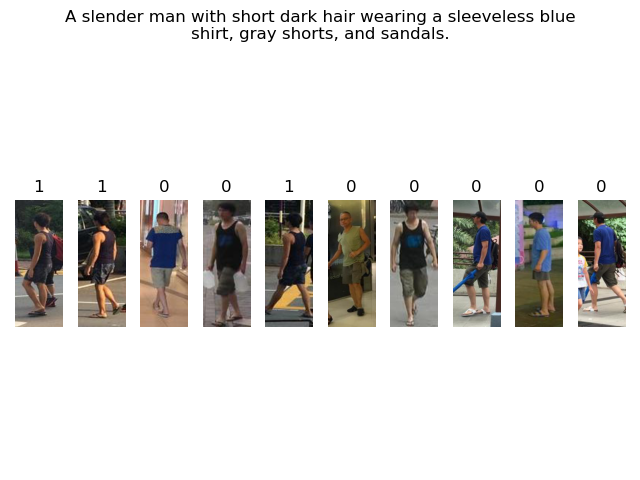 A slender man with short dark hair wearing a sleeveless blue
shirt, gray shorts, and sandals.
1 1 0 0 1 0 0 0 0 0